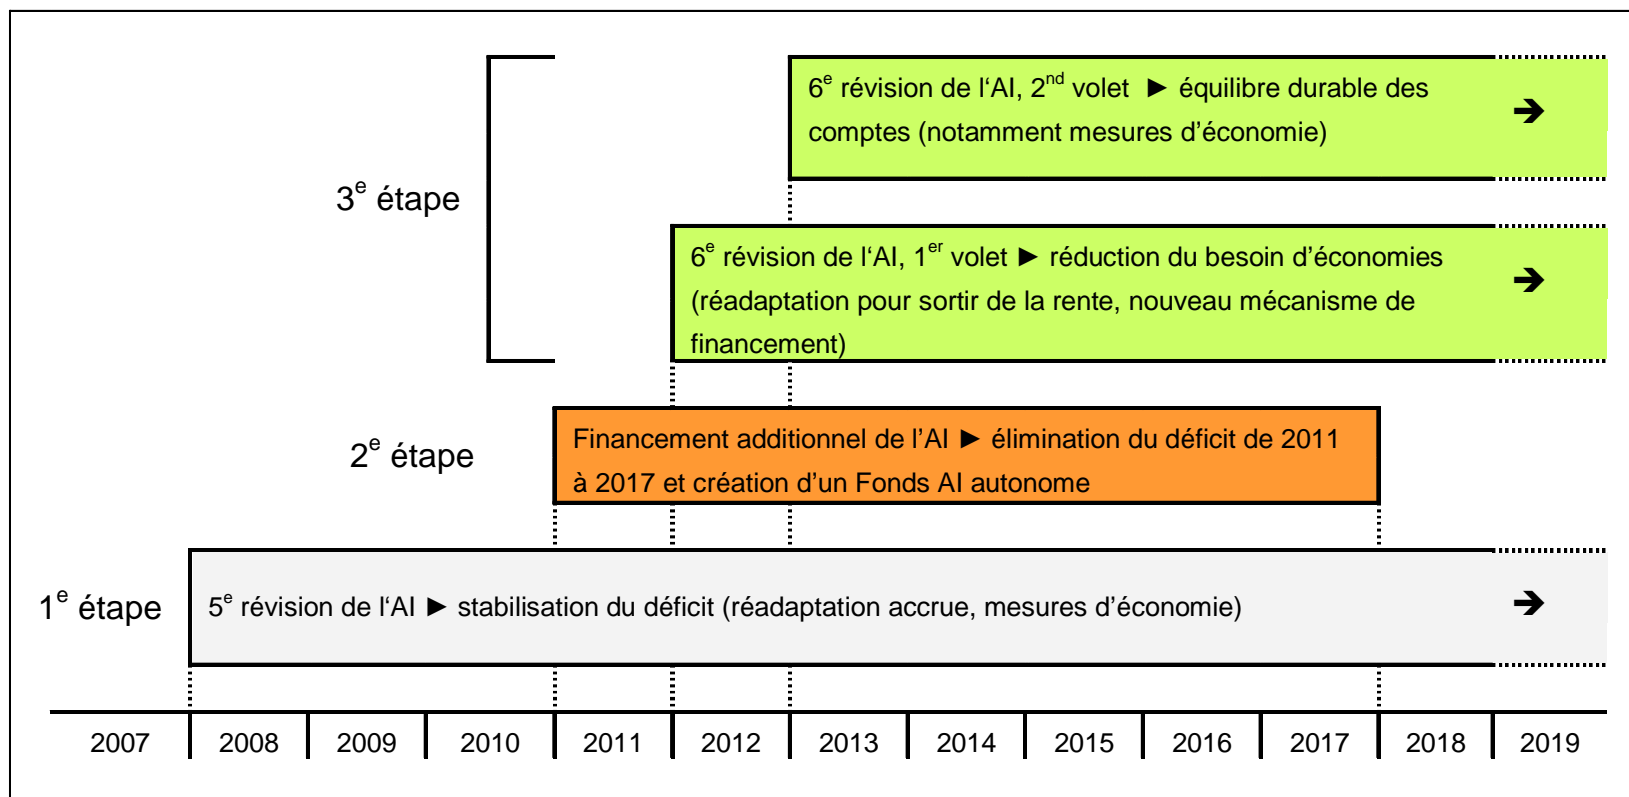 6e révision de l‘AI, 2nd volet ► équilibre durable des
comptes (notamment mesures d’économie)
➔
3e étape
6e révision de l‘AI, 1er volet ► réduction du besoin d’économies
(réadaptation pour sortir de la rente, nouveau mécanisme de
financement)
➔
2e étape
Financement additionnel de l’AI ► élimination du déficit de 2011
à 2017 et création d’un Fonds AI autonome
1e étape
5e révision de l‘AI ► stabilisation du déficit (réadaptation accrue, mesures d’économie)
➔
2007 2008 2009 2010 2011 2012 2013 2014 2015 2016 2017 2018 2019